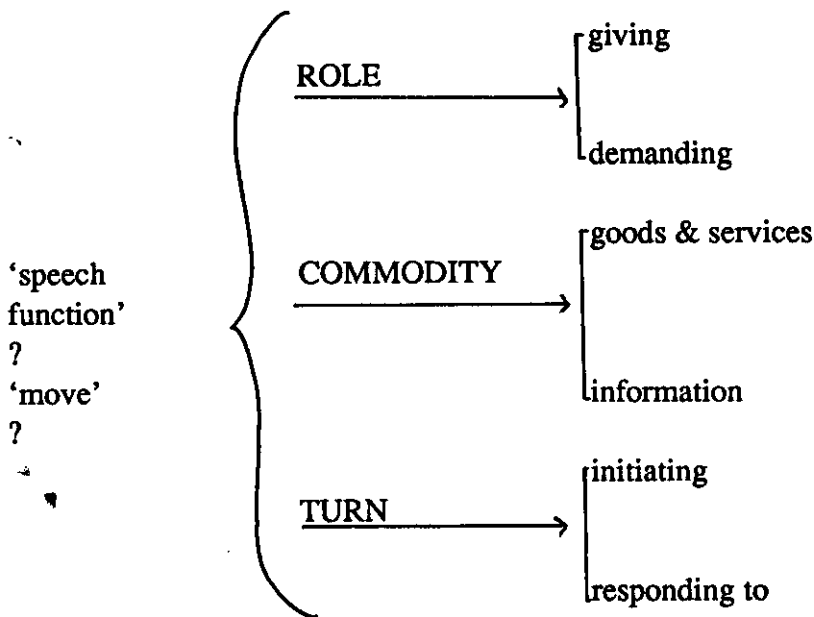 giving
ROLE
demanding
goods & services
‘speech
function’
?
‘move’
?
COMMODITY
information
initiating
TURN
responding to